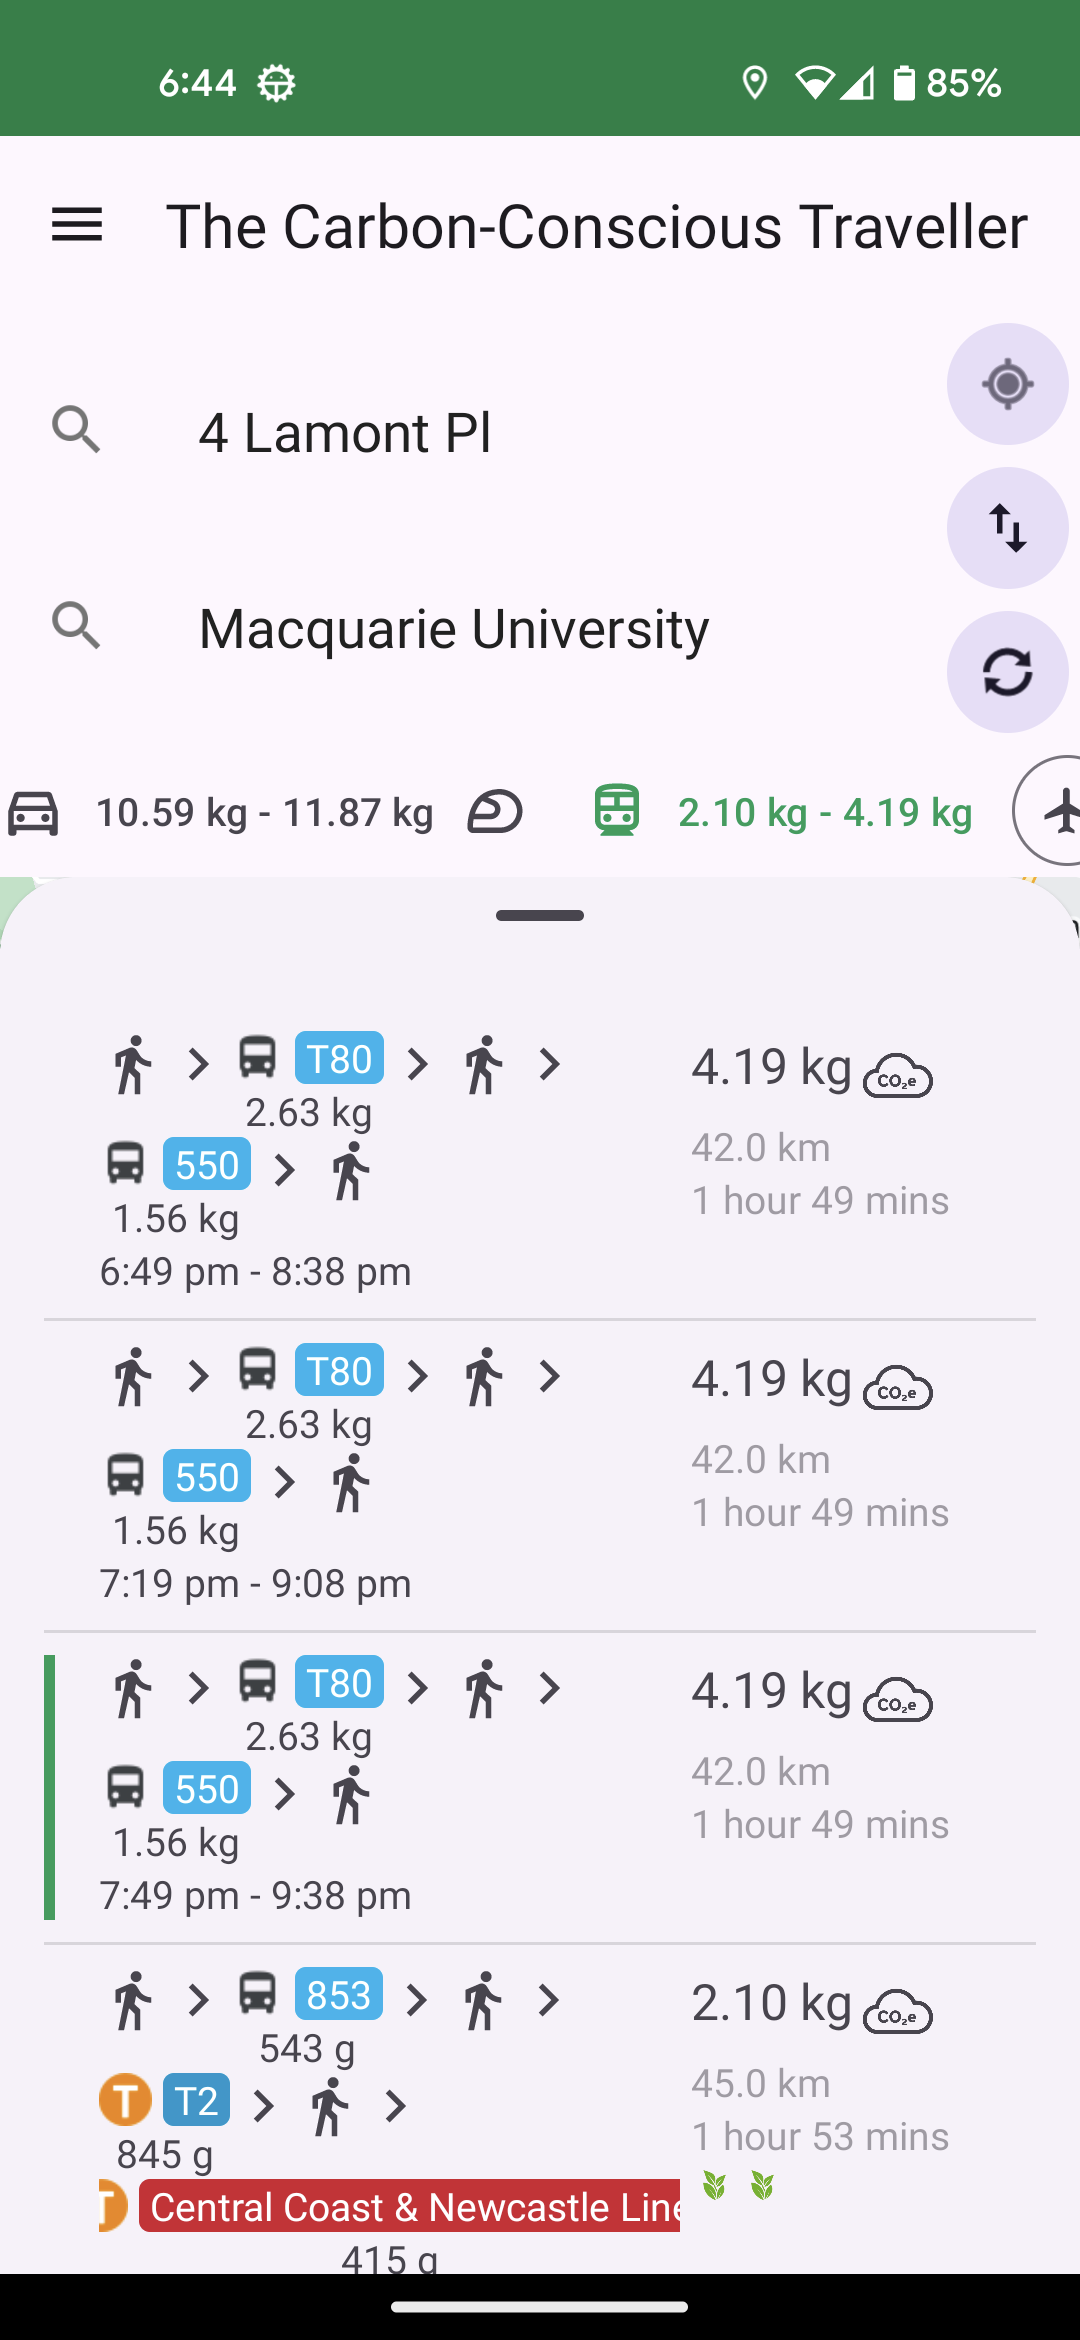 6:44
85%
The Carbon-Conscious Traveller
4 Lamont Pl
Macquarie University
10.59 kg - 11.87 kg
2.10 kg - 4.19 kg
T80
2.63 kg
4.19 kg CO₂e
550
42.0 km
1.56 kg
1 hour 49 mins
6:49 pm - 8:38 pm
T80
2.63 kg
4.19 kg CO₂e
550
42.0 km
1.56 kg
1 hour 49 mins
7:19 pm - 9:08 pm
T80
2.63 kg
4.19 kg CO₂e
550
42.0 km
1.56 kg
1 hour 49 mins
7:49 pm - 9:38 pm
853
543 g
2.10 kg CO₂e
T T2
45.0 km
845 g
1 hour 53 mins
T Central Coast & Newcastle Line
415 g